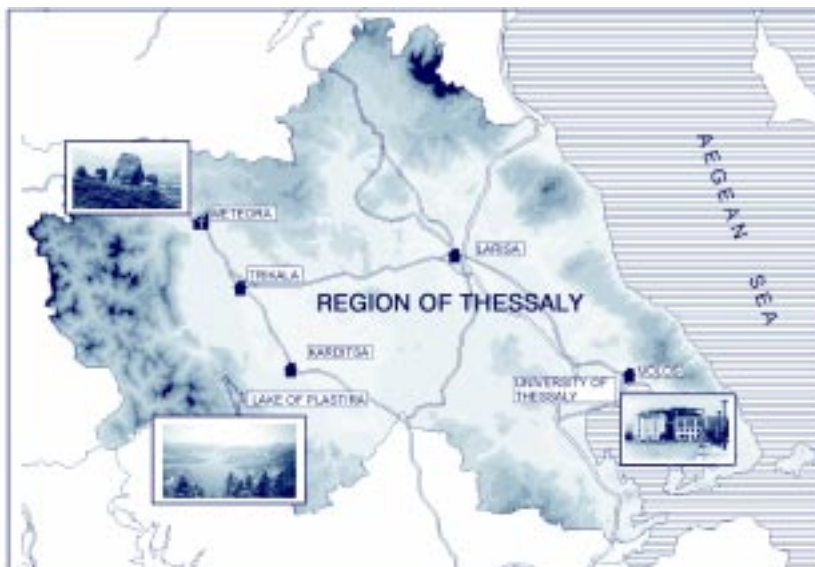 AEGEAN SEA
METEORA
LARISA
TRIKALA
REGION OF THESSALY
KARDITSA
VOLOS
UNIVERSITY OF
THESSALY
LAKE OF PLASTIRA